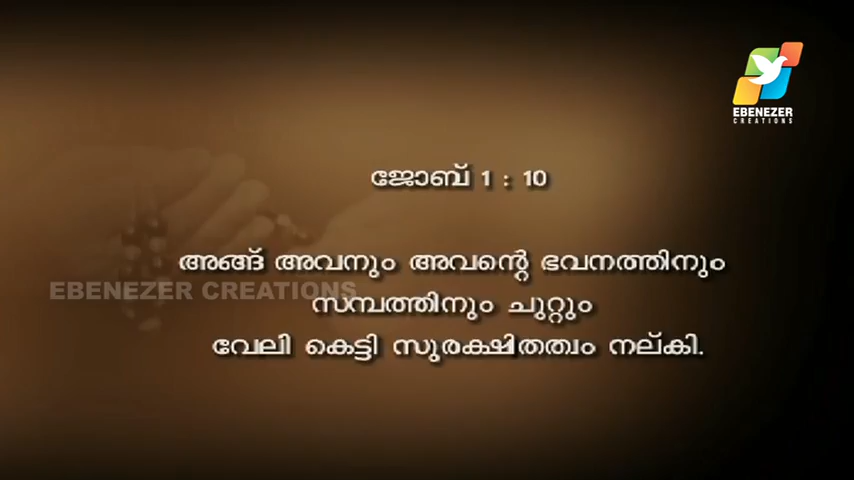 EBENEZER
CREATIONS
ജോബ് 1 : 10
അങ്ങ് അവനും അവന്റെ ഭവനത്തിനും
EBENEZER CREATIONS
സമ്പത്തിനും ചുറ്റും
വേലി കെട്ടി സുരക്ഷിതത്വം നല്കി.